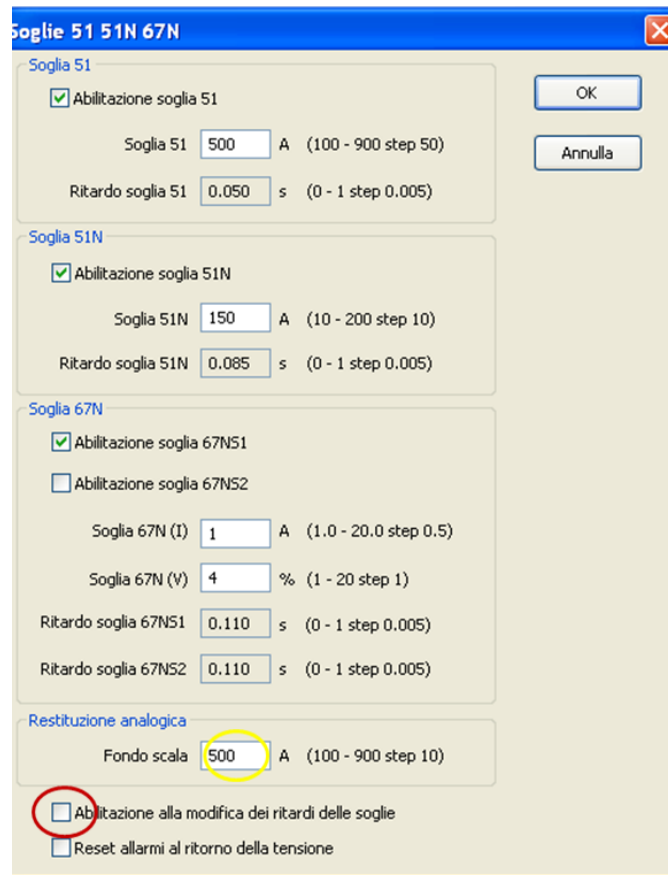 Soglie 51 51N 67N
Soglia 51
Abilitazione soglia 51
OK
Soglia 51 500 A (100 - 900 step 50)
Annulla
Ritardo soglia 51 0.050 s (0 - 1 step 0.005)
Soglia 51N
Abilitazione soglia 51N
Soglia 51N 150 A (10 - 200 step 10)
Ritardo soglia 51N 0.085 s (0 - 1 step 0.005)
Soglia 67N
Abilitazione soglia 67NS1
Abilitazione soglia 67NS2
Soglia 67N (I) 1 A (1.0 - 20.0 step 0.5)
Soglia 67N (V) 4 % (1 - 20 step 1)
Ritardo soglia 67NS1 0.110 s (0 - 1 step 0.005)
Ritardo soglia 67NS2 0.110 s (0 - 1 step 0.005)
Restituzione analogica
Fondo scala 500 A (100 - 900 step 10)
Abilitazione alla modifica dei ritardi delle soglie
Reset allarmi al ritorno della tensione